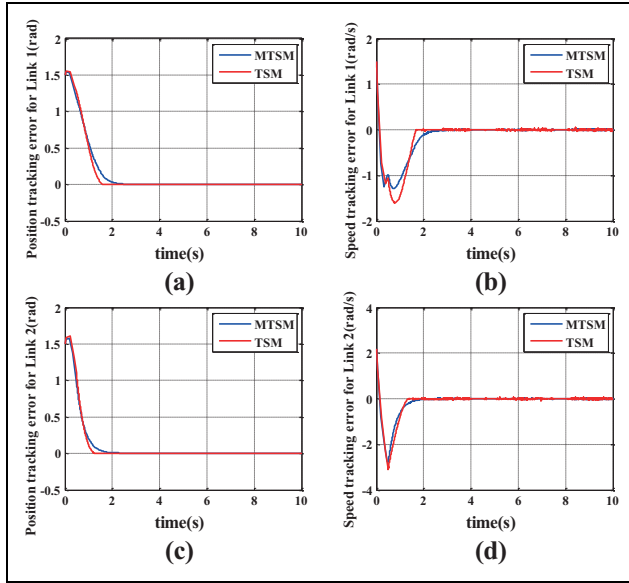 Position tracking error for Link 1(rad)
2
1.5
1
0.5
0
-0.5
0 2 4 6 8 10
time(s)
MTSM
TSM
(a)
Speed tracking error for Link 1(rad/s)
2
1
0
-1
-2
0 2 4 6 8 10
time(s)
MTSM
TSM
(b)
Position tracking error for Link 2(rad)
2
1.5
1
0.5
0
-0.5
0 2 4 6 8 10
time(s)
MTSM
TSM
(c)
Speed tracking error for Link 2(rad/s)
4
2
0
-2
-4
0 2 4 6 8 10
time(s)
MTSM
TSM
(d)